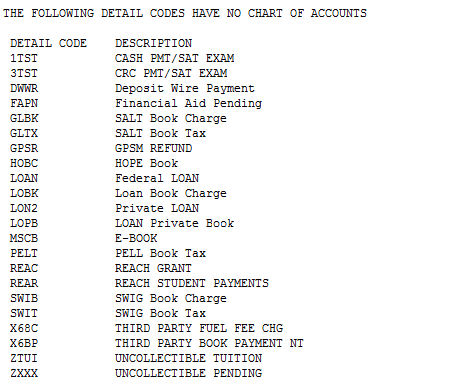 THE FOLLOWING DETAIL CODES HAVE NO CHART OF ACCOUNTS
DETAIL CODE DESCRIPTION
1TST CASH PMT/SAT EXAM
3TST CRC PMT/SAT EXAM
DWWR Deposit Wire Payment
FAPN Financial Aid Pending
GLBK SALT Book Charge
GLTX SALT Book Tax
GPSR GPSM REFUND
HOBC HOPE Book
LOAN Federal LOAN
LOBK Loan Book Charge
LON2 Private LOAN
LOPB LOAN Private Book
MSCB E-BOOK
PELT PELL Book Tax
REAC REACH GRANT
REAR REACH STUDENT PAYMENTS
SWIB SWIG Book Charge
SWIT SWIG Book Tax
X68C THIRD PARTY FUEL FEE CHG
X6BP THIRD PARTY BOOK PAYMENT NT
ZTUI UNCOLLECTIBLE TUITION
ZXXX UNCOLLECTIBLE PENDING